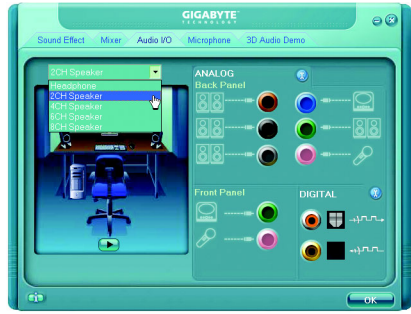 GIGABYTE
TECHNOLOGY
Sound Effect Mixer Audio I/O Microphone 3D Audio Demo
2CH Speaker
Headphone
2CH Speaker
4CH Speaker
6CH Speaker
8CH Speaker
ANALOG
Back Panel
Front Panel
DIGITAL
OK